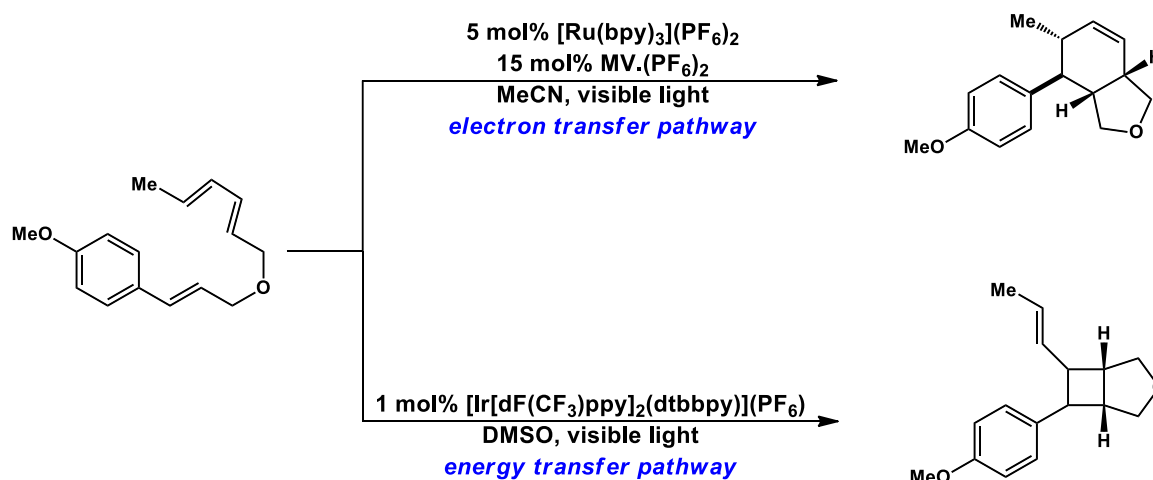 5 mol% [Ru(bpy)3](PF6)2
15 mol% MV.(PF6)2
MeCN, visible light
electron transfer pathway
Me
H
H
O
MeO
Me
MeO
O
Me
H
H
MeO
1 mol% [Ir[dF(CF3)ppy]2(dtbbpy)](PF6)
DMSO, visible light
energy transfer pathway